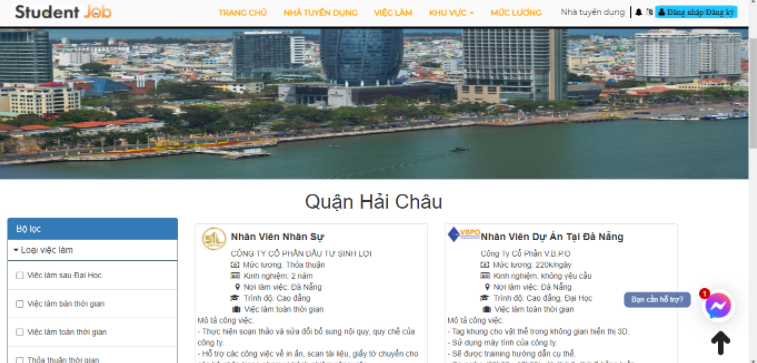 Student Job
TRANG CHỦ NHÀ TUYỂN DỤNG VIỆC LÀM KHU VỰC MỨC LƯƠNG Nhà tuyển dụng Đăng nhập Đăng ký
Quận Hải Châu
Bộ lọc
Loại việc làm
Việc làm sau Đại Học
Việc làm bán thời gian
Việc làm toàn thời gian
Thỏa thuận thời gian
Nhân Viên Nhân Sự
CÔNG TY CỔ PHẦN ĐẦU TƯ SINH LỢI
Mức lương: Thỏa thuận
Kinh nghiệm: 2 năm
Nơi làm việc: Đà Nẵng
Trình độ: Cao đẳng
Việc làm toàn thời gian
Mô tả công việc:
- Thực hiện soạn thảo và sửa đổi bổ sung nội quy, quy chế của
công ty.
- Hỗ trợ các công việc về in ấn, scan tài liệu, giấy tờ chuyển cho
VBPO
Nhân Viên Dự Án Tại Đà Nẵng
Công Ty Cổ Phần V.B.P.O
Mức lương: 220k/ngày
Kinh nghiệm: không yêu cầu
Nơi làm việc: Đà Nẵng
Trình độ: Cao đẳng, Đại Học
Việc làm toàn thời gian
Mô tả công việc:
- Tag khung cho vật thể trong không gian hiển thị 3D.
- Sử dụng máy tính của công ty.
- Sẽ được training hướng dẫn cụ thể.
Bạn cần hỗ trợ?
1